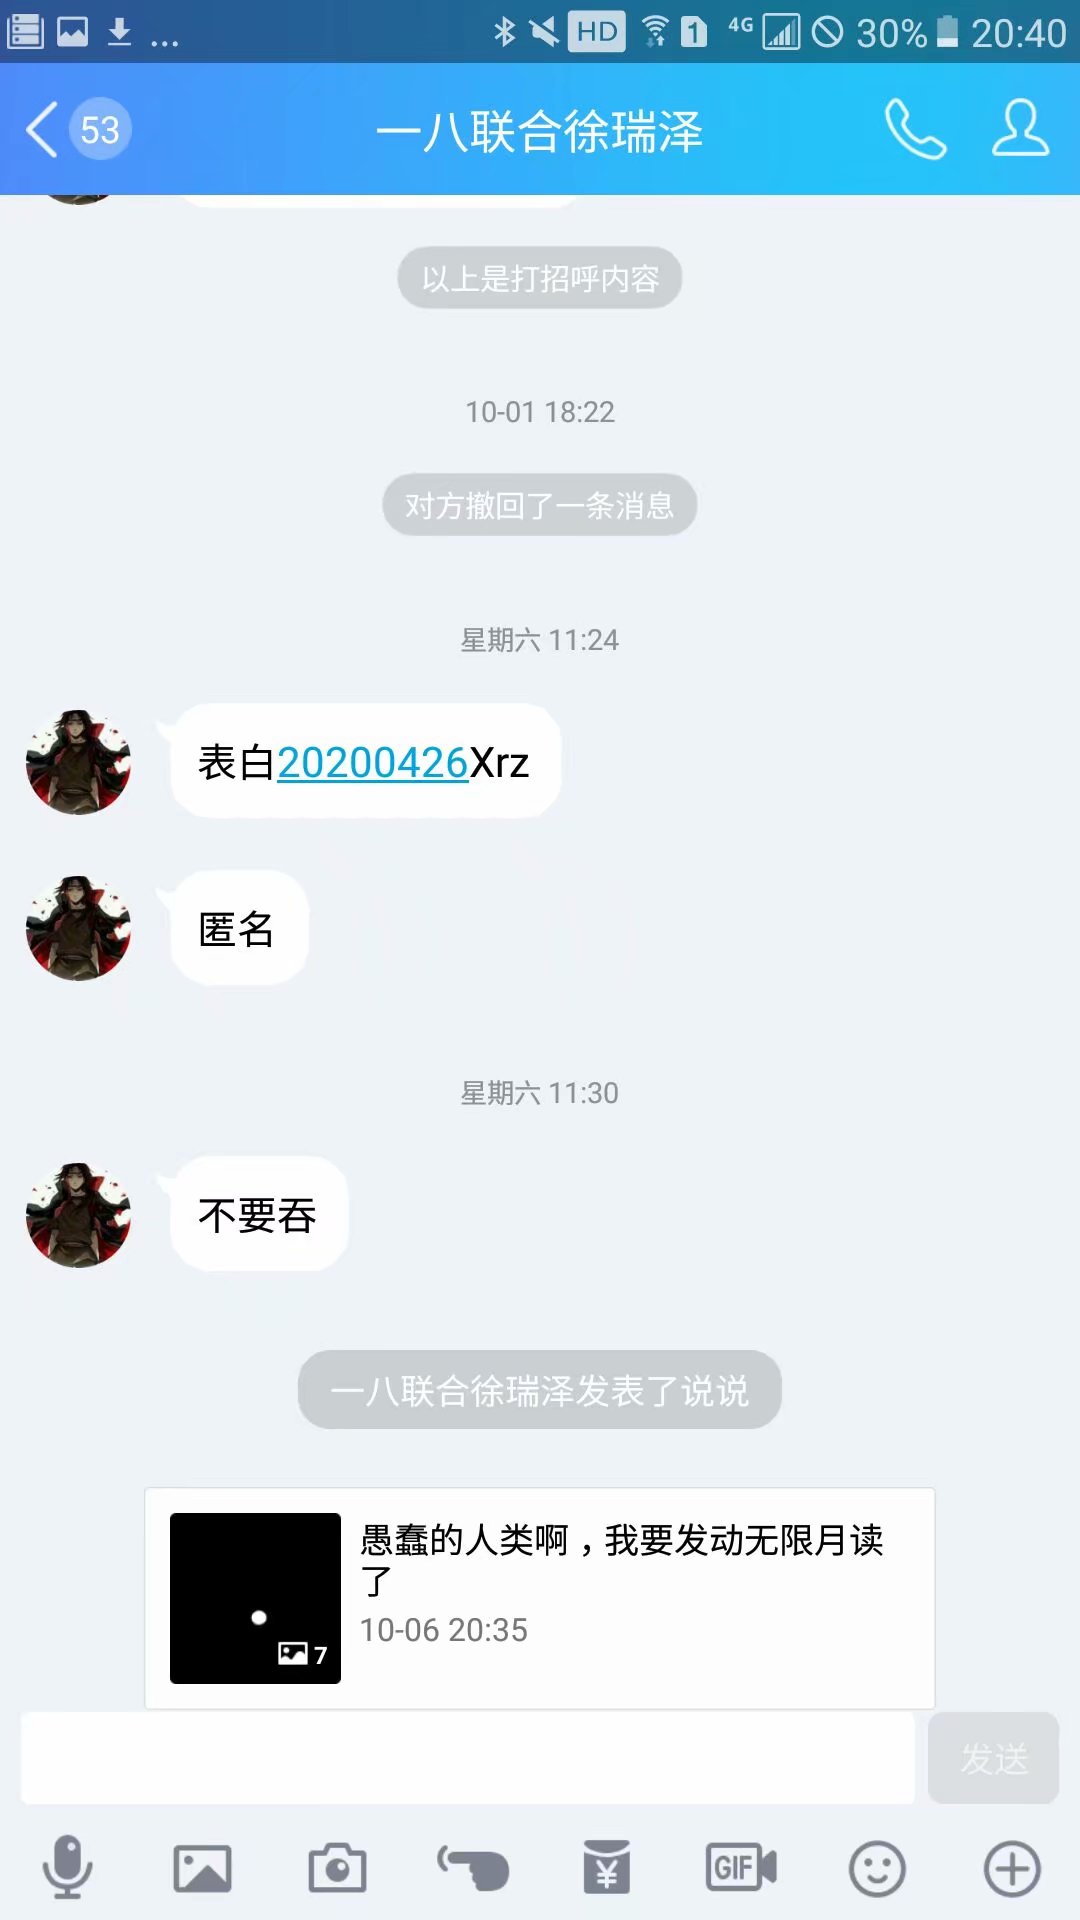 ... HD 1 4G 30% 20:40
53 一八联合徐瑞泽
以上是打招呼内容
10-01 18:22
对方撤回了一条消息
星期六 11:24
表白20200426Xrz
匿名
星期六 11:30
不要吞
一八联合徐瑞泽发表了说说
愚蠢的人类啊，我要发动无限月读
了
10-06 20:35
7
发送
¥ GIF